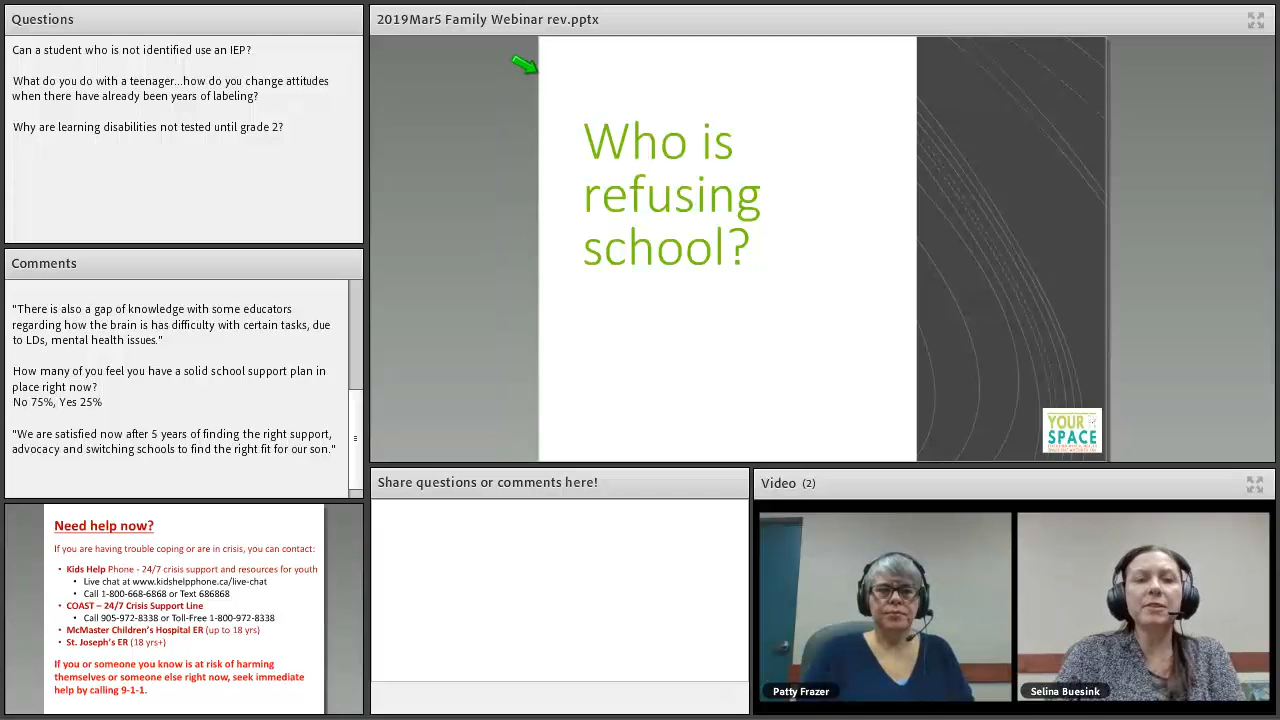 Questions
Can a student who is not identified use an IEP?
What do you do with a teenager...how do you change attitudes
when there have already been years of labeling?
Why are learning disabilities not tested until grade 2?
Comments
"There is also a gap of knowledge with some educators
regarding how the brain is has difficulty with certain tasks, due
to LDs, mental health issues."
How many of you feel you have a solid school support plan in
place right now?
No 75%, Yes 25%
"We are satisfied now after 5 years of finding the right support,
advocacy and switching schools to find the right fit for our son."
Need help now?
If you are having trouble coping or are in crisis, you can contact:
• Kids Help Phone - 24/7 crisis support and resources for youth
• Live chat at www.kidshelpphone.ca/live-chat
• Call 1-800-668-6868 or Text 686868
• COAST – 24/7 Crisis Support Line
• Call 905-972-8338 or Toll-Free 1-800-972-8338
• McMaster Children's Hospital ER (up to 18 yrs)
• St. Joseph's ER (18 yrs+)
If you or someone you know is at risk of harming
themselves or someone else right now, seek immediate
help by calling 9-1-1.
2019Mar5 Family Webinar rev.pptx
Who is
refusing
school?
YOUR
SPACE
Share questions or comments here!
Video (2)
Patty Frazer
Selina Buesink